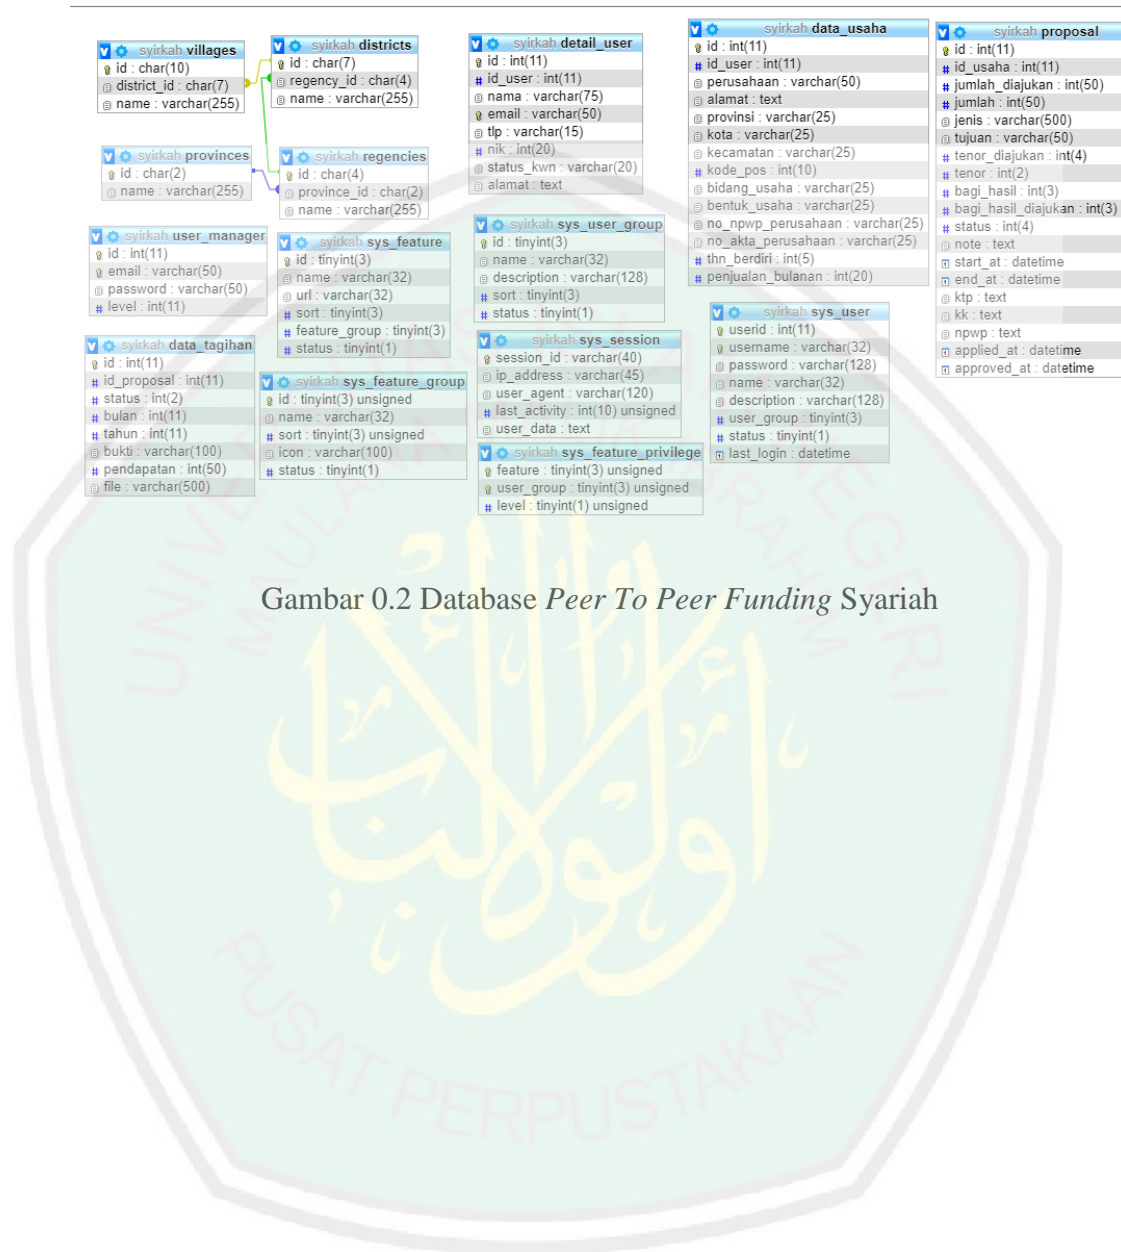 syirkah villages
id : char(10)
district_id : char(7)
name : varchar(255)
syirkah districts
id : char(7)
regency_id : char(4)
name : varchar(255)
syirkah provinces
id : char(2)
name : varchar(255)
syirkah regencies
id : char(4)
province_id : char(2)
name : varchar(255)
syirkah user_manager
id : int(11)
email : varchar(50)
password : varchar(50)
level : int(11)
syirkah sys_feature
id : tinyint(3)
name : varchar(32)
url : varchar(32)
sort : tinyint(3)
feature_group : tinyint(3)
status : tinyint(1)
syirkah data_tagihan
id : int(11)
id_proposal : int(11)
status : int(2)
bulan : int(11)
tahun : int(11)
bukti : varchar(100)
pendapatan : int(50)
file : varchar(500)
syirkah sys_feature_group
id : tinyint(3) unsigned
name : varchar(32)
sort : tinyint(3) unsigned
icon : varchar(100)
status : tinyint(1)
syirkah detail_user
id : int(11)
id_user : int(11)
nama : varchar(75)
email : varchar(50)
tlp : varchar(15)
nik : int(20)
status_kwn : varchar(20)
alamat : text
syirkah sys_user_group
id : tinyint(3)
name : varchar(32)
description : varchar(128)
sort : tinyint(3)
status : tinyint(1)
syirkah sys_session
session_id : varchar(40)
ip_address : varchar(45)
user_agent : varchar(120)
last_activity : int(10) unsigned
user_data : text
syirkah sys_feature_privilege
feature : tinyint(3) unsigned
user_group : tinyint(3) unsigned
level : tinyint(1) unsigned
syirkah data_usaha
id : int(11)
id_user : int(11)
perusahaan : varchar(50)
alamat : text
provinsi : varchar(25)
kota : varchar(25)
kecamatan : varchar(25)
kode_pos : int(10)
bidang_usaha : varchar(25)
bentuk_usaha : varchar(25)
no_npwp_perusahaan : varchar(25)
no_akta_perusahaan : varchar(25)
thn_berdiri : int(5)
penjualan_bulanan : int(20)
syirkah sys_user
userid : int(11)
username : varchar(32)
password : varchar(128)
name : varchar(32)
description : varchar(128)
user_group : tinyint(3)
status : tinyint(1)
last_login : datetime
syirkah proposal
id : int(11)
id_usaha : int(11)
jumlah_diajukan : int(50)
jumlah : int(50)
jenis : varchar(500)
tujuan : varchar(50)
tenor_diajukan : int(4)
tenor : int(2)
bagi_hasil : int(3)
bagi_hasil_diajukan : int(3)
status : int(4)
note : text
start_at : datetime
end_at : datetime
ktp : text
kk : text
npwp : text
applied_at : datetime
approved_at : datetime
Gambar 0.2 Database Peer To Peer Funding Syariah
PUSAT PERPUSTAKAAN